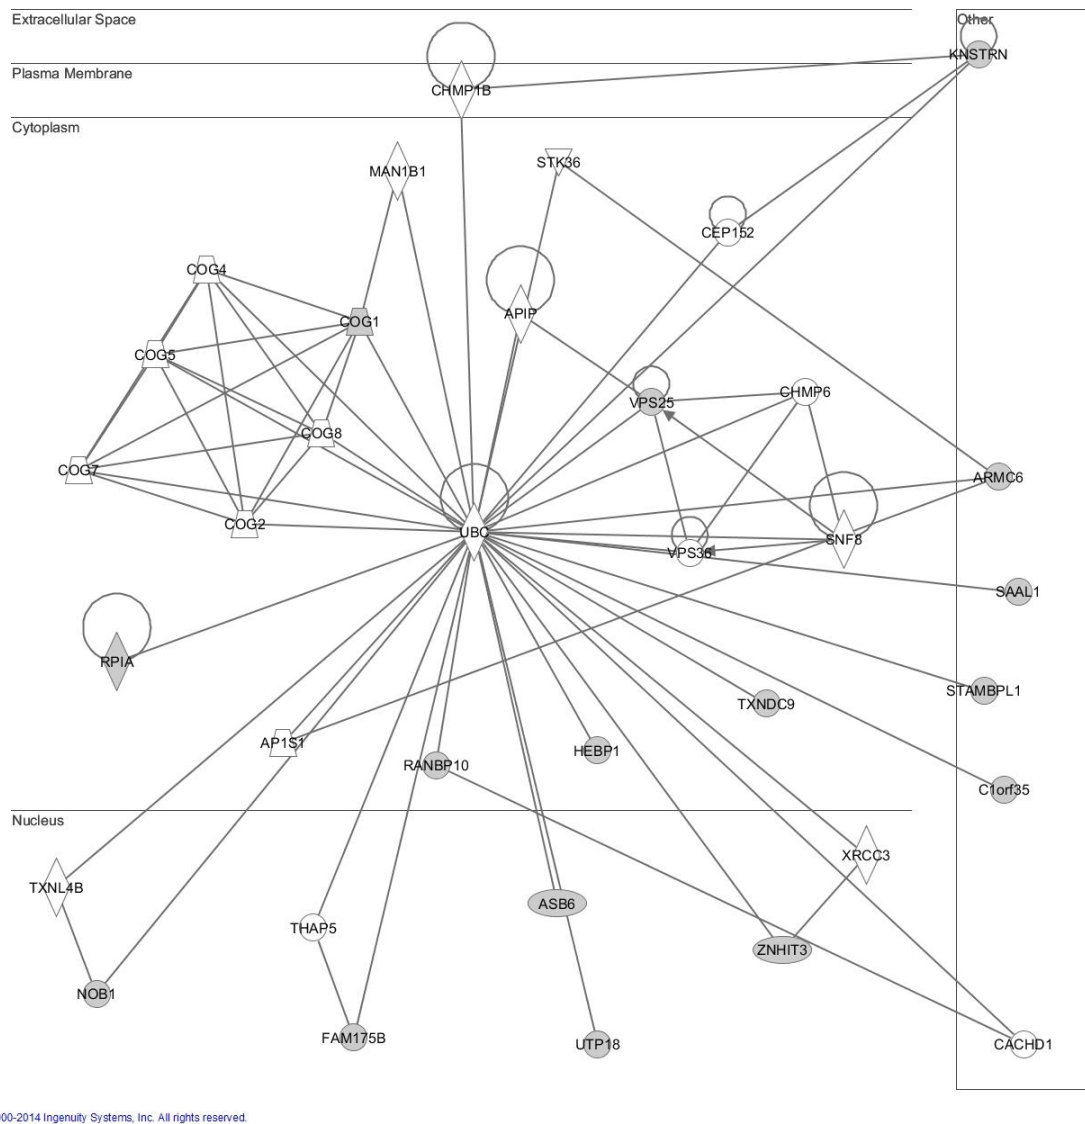 Extracellular Space
Other
KNSTRN
Plasma Membrane
CHMP1B
Cytoplasm
STK36
MAN1B1
CEP152
COG4
APIP
COG1
COG5
CHMP6
VPS25
COG8
COG7
ARMC6
COG2
UBC
SNF8
VPS36
SAAL1
RPIA
STAMBPL1
TXNDC9
AP1S1
HEBP1
RANBP10
C1orf35
Nucleus
XRCC3
TXNL4B
ASB6
THAP5
ZNHIT3
NOB1
FAM175B
UTP18
CACHD1
00-2014 Ingenuity Systems, Inc. All rights reserved.